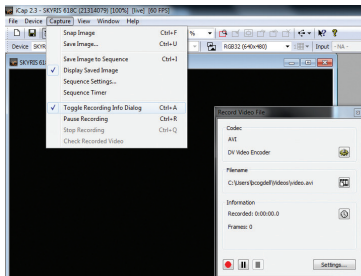 iCap 2.3 - SKYRIS 618C (21314079) [100%] [live] [60 FPS]
File Device Capture View Window Help
Snap Image Ctrl+F
Save Image... Ctrl+U
Save Image to Sequence Ctrl+I
Display Saved Image
Sequence Settings...
Sequence Timer
Toggle Recording Info Dialog Ctrl+A
Pause Recording Ctrl+R
Stop Recording Ctrl+Q
Check Recorded Video
%
Device SKYR
RGB32 (640x480)
Input - NA -
SKYRIS 61
Record Video File
Codec
AVI
DV Video Encoder
Filename
C:\Users\bcogdell\Videos\video.avi
Information
Recorded: 0:00:00.0
Frames: 0
Settings...